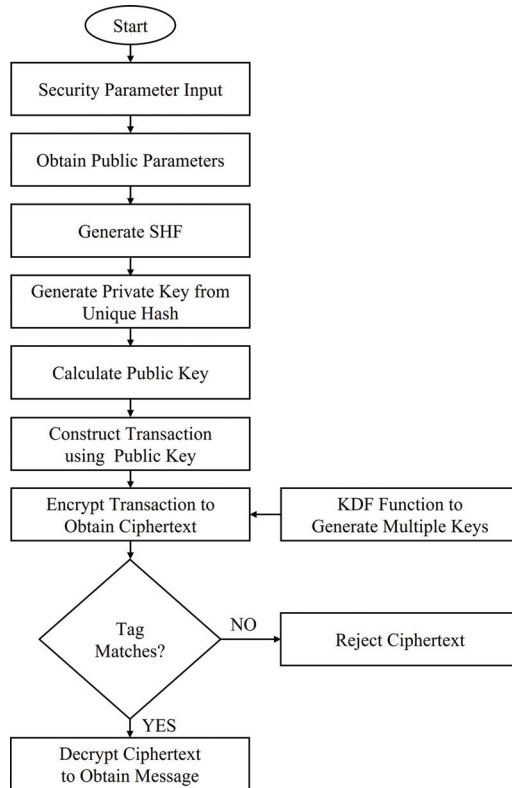 Start
Security Parameter Input
Obtain Public Parameters
Generate SHF
Generate Private Key from
Unique Hash
Calculate Public Key
Construct Transaction
using Public Key
Encrypt Transaction to
Obtain Ciphertext
KDF Function to
Generate Multiple Keys
Tag
Matches?
NO
Reject Ciphertext
YES
Decrypt Ciphertext
to Obtain Message